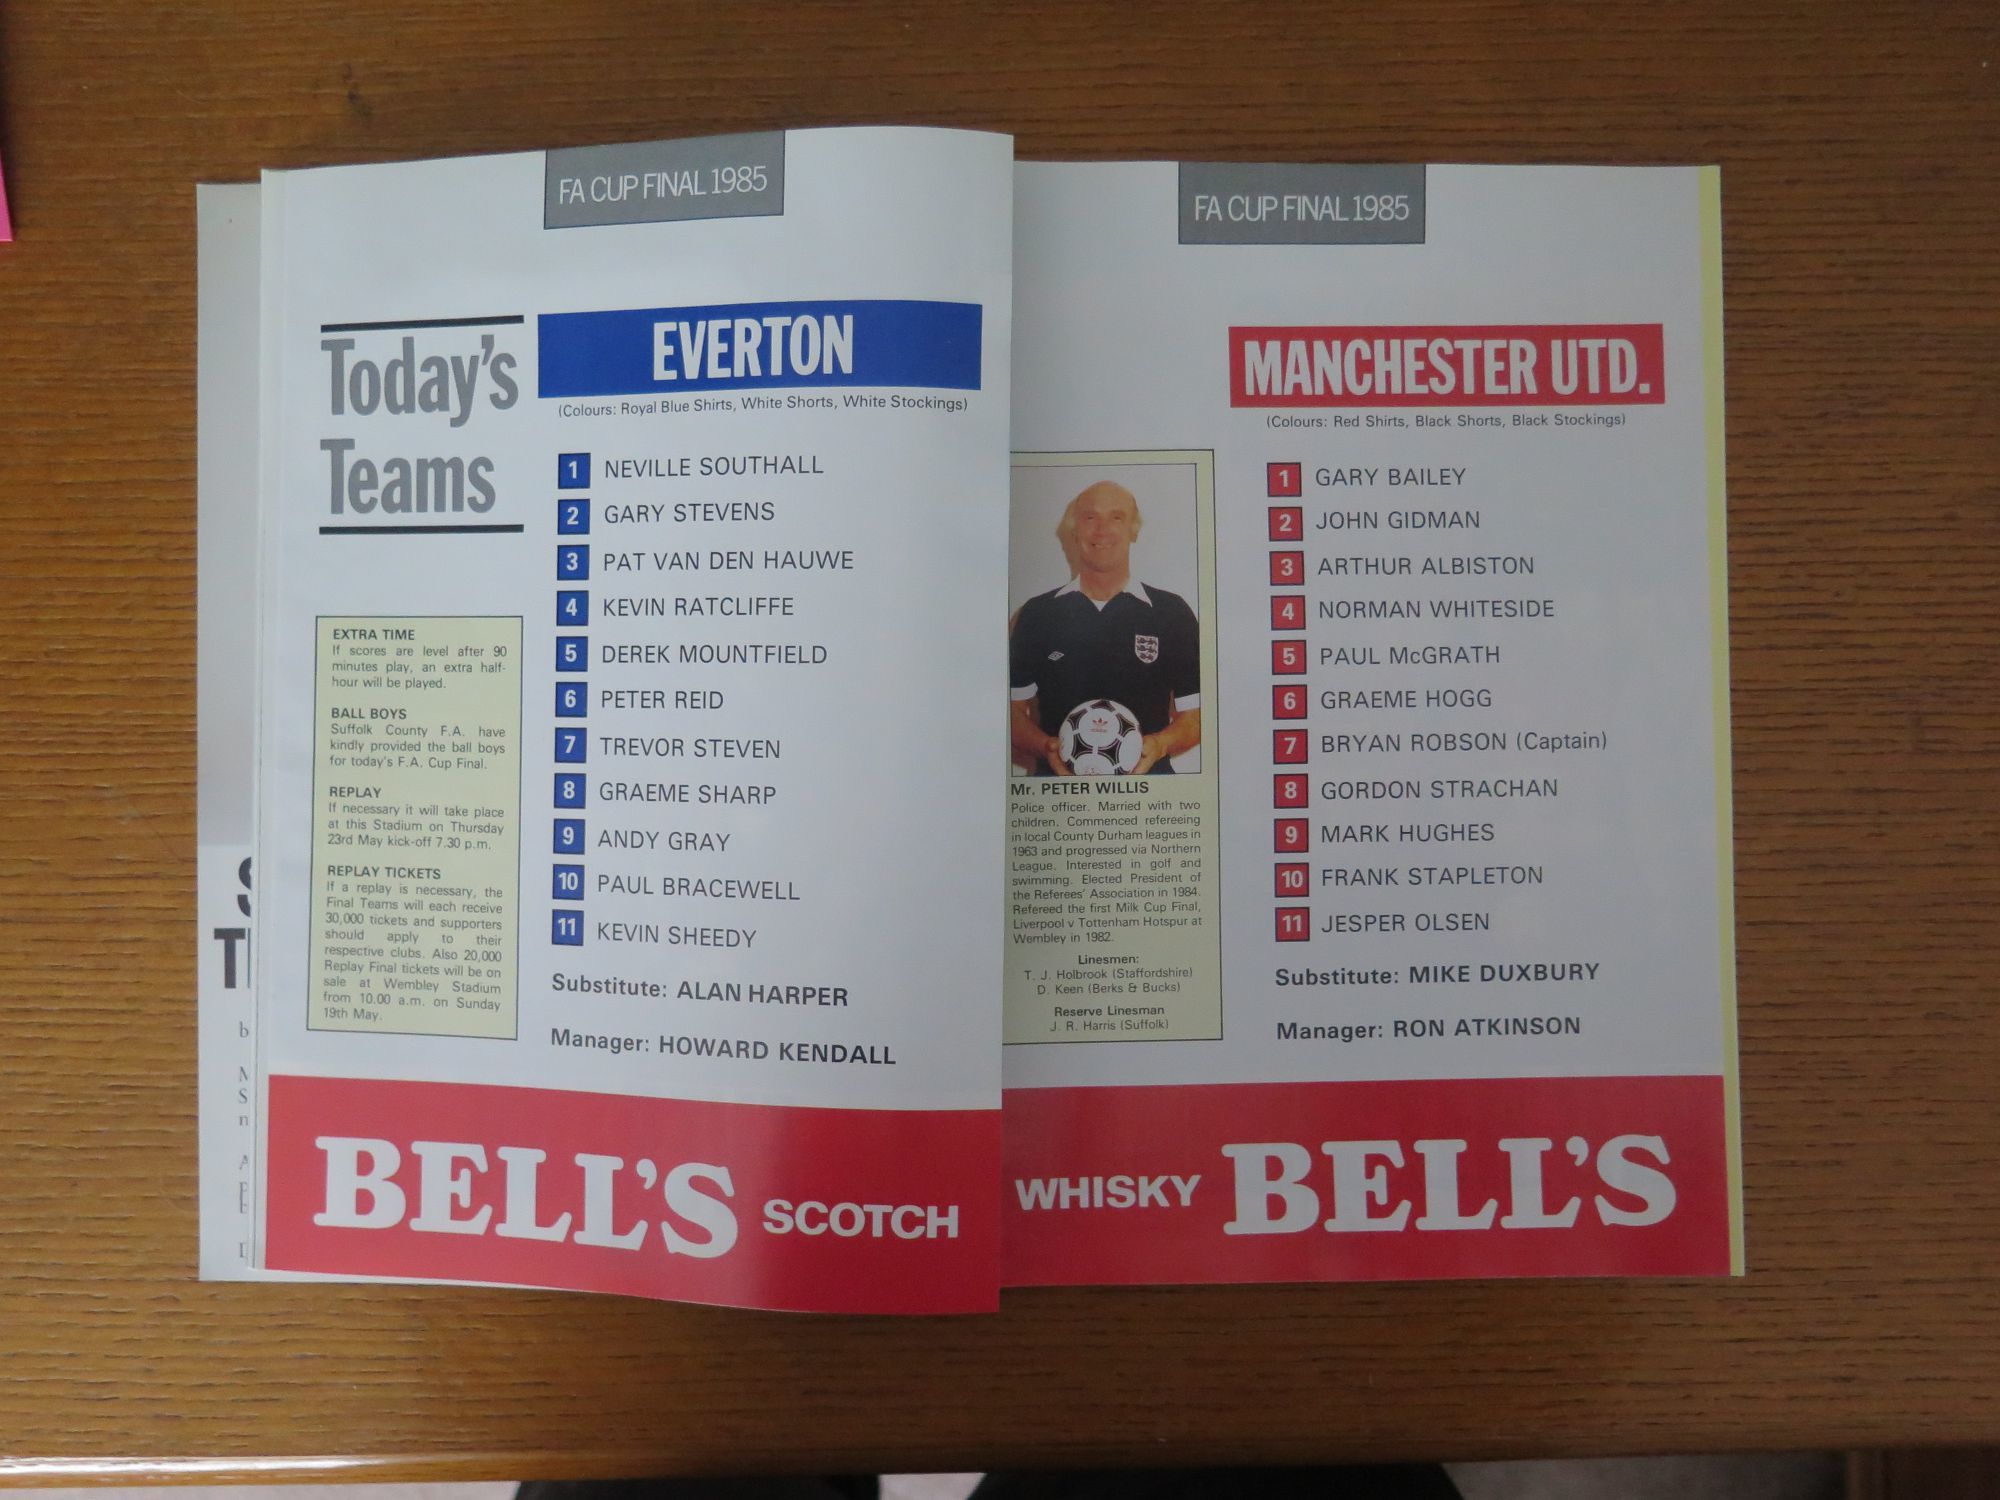 FA CUP FINAL 1985
Today's
Teams
EXTRA TIME
If scores are level after 90
minutes play, an extra half-
hour will be played.
BALL BOYS
Suffolk County F.A. have
kindly provided the ball boys
for today's F.A. Cup Final.
REPLAY
If necessary it will take place
at this Stadium on Thursday
23rd May kick-off 7.30 p.m.
REPLAY TICKETS
If a replay is necessary, the
Final Teams will each receive
30,000 tickets and supporters
should apply to their
respective clubs. Also 20,000
Replay Final tickets will be on
sale at Wembley Stadium
from 10.00 a.m. on Sunday
19th May.
EVERTON
(Colours: Royal Blue Shirts, White Shorts, White Stockings)
1 NEVILLE SOUTHALL
2 GARY STEVENS
3 PAT VAN DEN HAUWE
4 KEVIN RATCLIFFE
5 DEREK MOUNTFIELD
6 PETER REID
7 TREVOR STEVEN
8 GRAEME SHARP
9 ANDY GRAY
10 PAUL BRACEWELL
11 KEVIN SHEEDY
Substitute: ALAN HARPER
Manager: HOWARD KENDALL
BELL'S SCOTCH
FA CUP FINAL 1985
Mr. PETER WILLIS
Police officer. Married with two
children. Commenced refereeing
in local County Durham leagues in
1963 and progressed via Northern
League. Interested in golf and
swimming. Elected President of
the Referees' Association in 1984.
Refereed the first Milk Cup Final,
Liverpool v Tottenham Hotspur at
Wembley in 1982.
Linesmen:
T. J. Holbrook (Staffordshire)
D. Keen (Berks & Bucks)
Reserve Linesman
J. R. Harris (Suffolk)
MANCHESTER UTD.
(Colours: Red Shirts, Black Shorts, Black Stockings)
1 GARY BAILEY
2 JOHN GIDMAN
3 ARTHUR ALBISTON
4 NORMAN WHITESIDE
5 PAUL McGRATH
6 GRAEME HOGG
7 BRYAN ROBSON (Captain)
8 GORDON STRACHAN
9 MARK HUGHES
10 FRANK STAPLETON
11 JESPER OLSEN
Substitute: MIKE DUXBURY
Manager: RON ATKINSON
WHISKY BELL'S